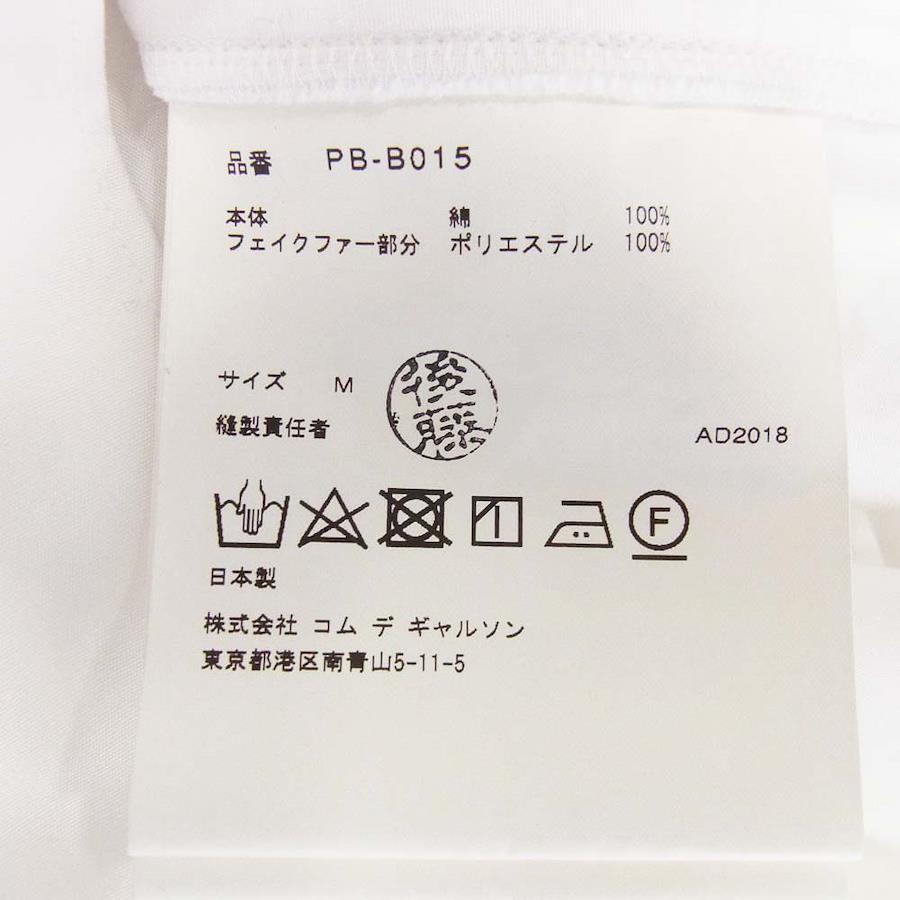 品番 PB-B015
本体 綿 100%
フェイクファー部分 ポリエステル 100%
サイズ M
後藤
縫製責任者
AD2018
F
日本製
株式会社 コム デ ギャルソン
東京都港区南青山5-11-5